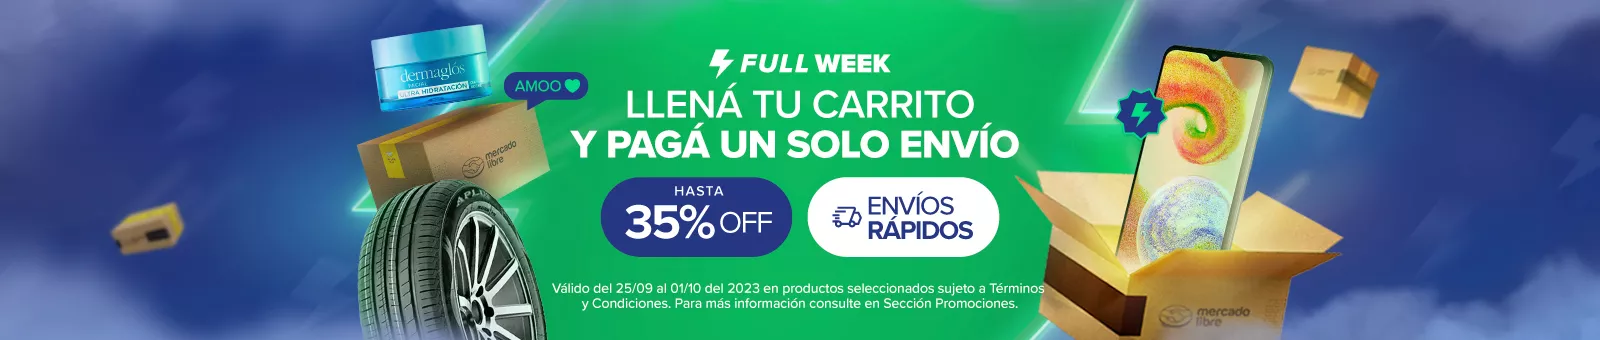 FULL WEEK
LLENÁ TU CARRITO
Y PAGÁ UN SOLO ENVÍO
HASTA
35% OFF
ENVÍOS
RÁPIDOS
Válido del 25/09 al 01/10 del 2023 en productos seleccionados sujeto a Términos
y Condiciones. Para más información consulte en Sección Promociones.
dermaglós
FACIAL
ULTRA HIDRATACIÓN
AMOO
mercado
libre
mercado
libre